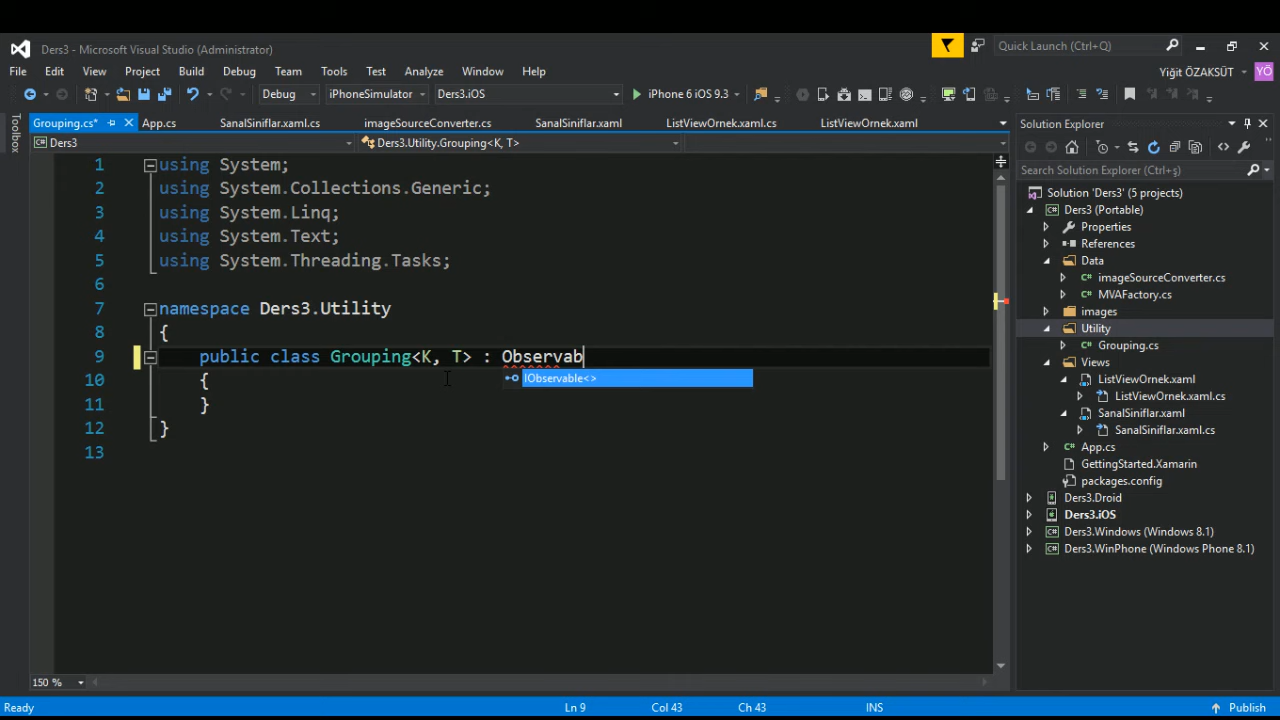 Ders3 - Microsoft Visual Studio (Administrator)
Quick Launch (Ctrl+Q)
File Edit View Project Build Debug Team Tools Test Analyze Window Help
Yiğit ÖZAKSÜT
YÖ
Debug
iPhoneSimulator
Ders3.iOS
iPhone 6 iOS 9.3
Toolbox
Grouping.cs*
App.cs
SanalSiniflar.xaml.cs
imageSourceConverter.cs
SanalSiniflar.xaml
ListViewOrnek.xaml.cs
ListViewOrnek.xaml
Ders3
Ders3.Utility.Grouping<K, T>
1 using System;
2 using System.Collections.Generic;
3 using System.Linq;
4 using System.Text;
5 using System.Threading.Tasks;
6
7 namespace Ders3.Utility
8 {
9 public class Grouping<K, T> : Observab
IObservable<>
10 {
11 }
12 }
13
150 %
Solution Explorer
Search Solution Explorer (Ctrl+ş)
Solution 'Ders3' (5 projects)
Ders3 (Portable)
Properties
References
Data
imageSourceConverter.cs
MVAFactory.cs
images
Utility
Grouping.cs
Views
ListViewOrnek.xaml
ListViewOrnek.xaml.cs
SanalSiniflar.xaml
SanalSiniflar.xaml.cs
App.cs
GettingStarted.Xamarin
packages.config
Ders3.Droid
Ders3.iOS
Ders3.Windows (Windows 8.1)
Ders3.WinPhone (Windows Phone 8.1)
Ready
Ln 9
Col 43
Ch 43
INS
Publish